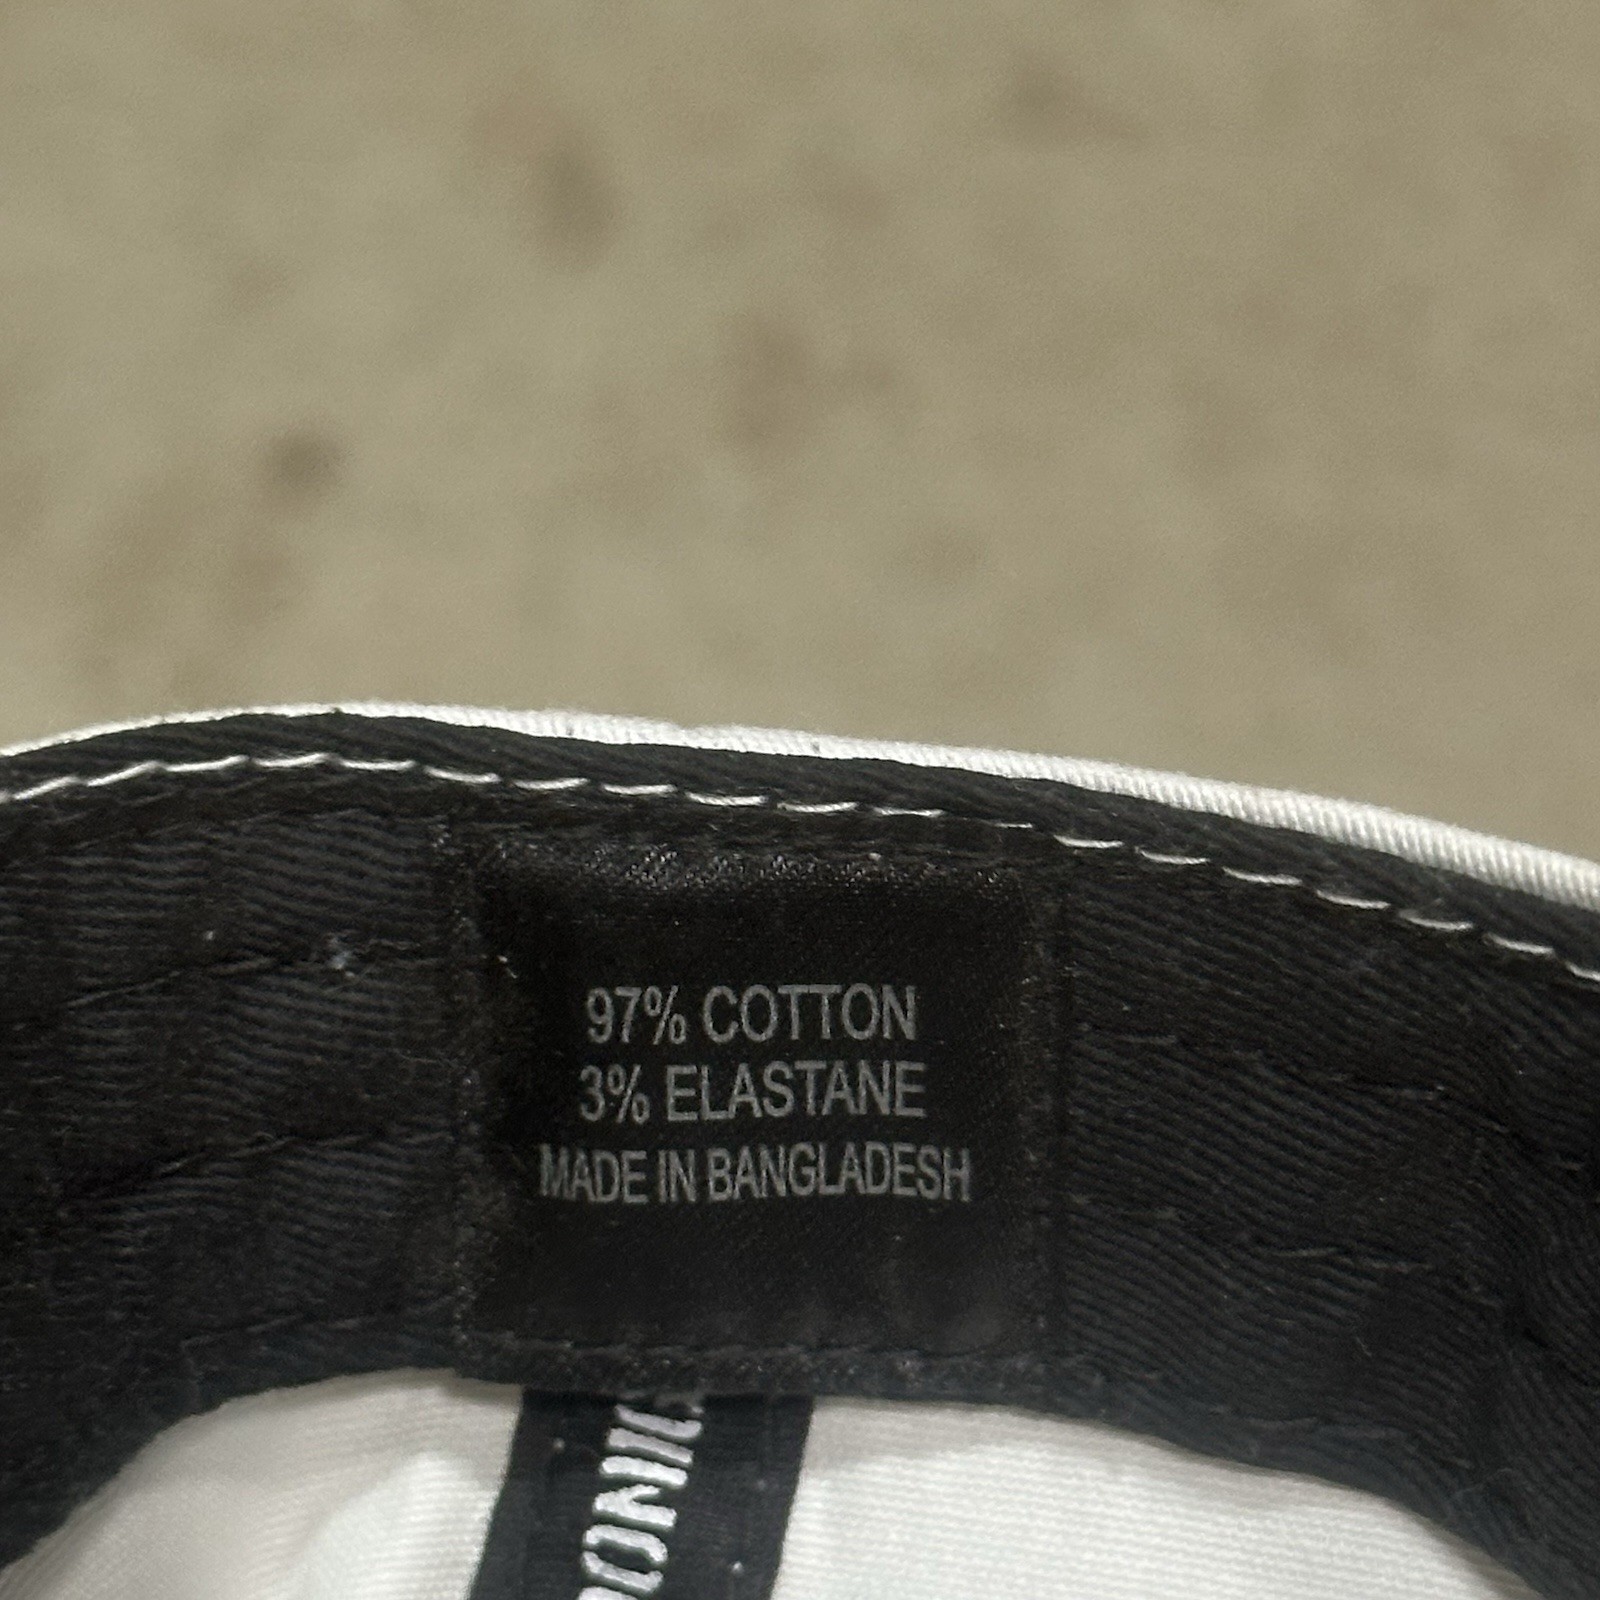 97% COTTON
3% ELASTANE
MADE IN BANGLADESH